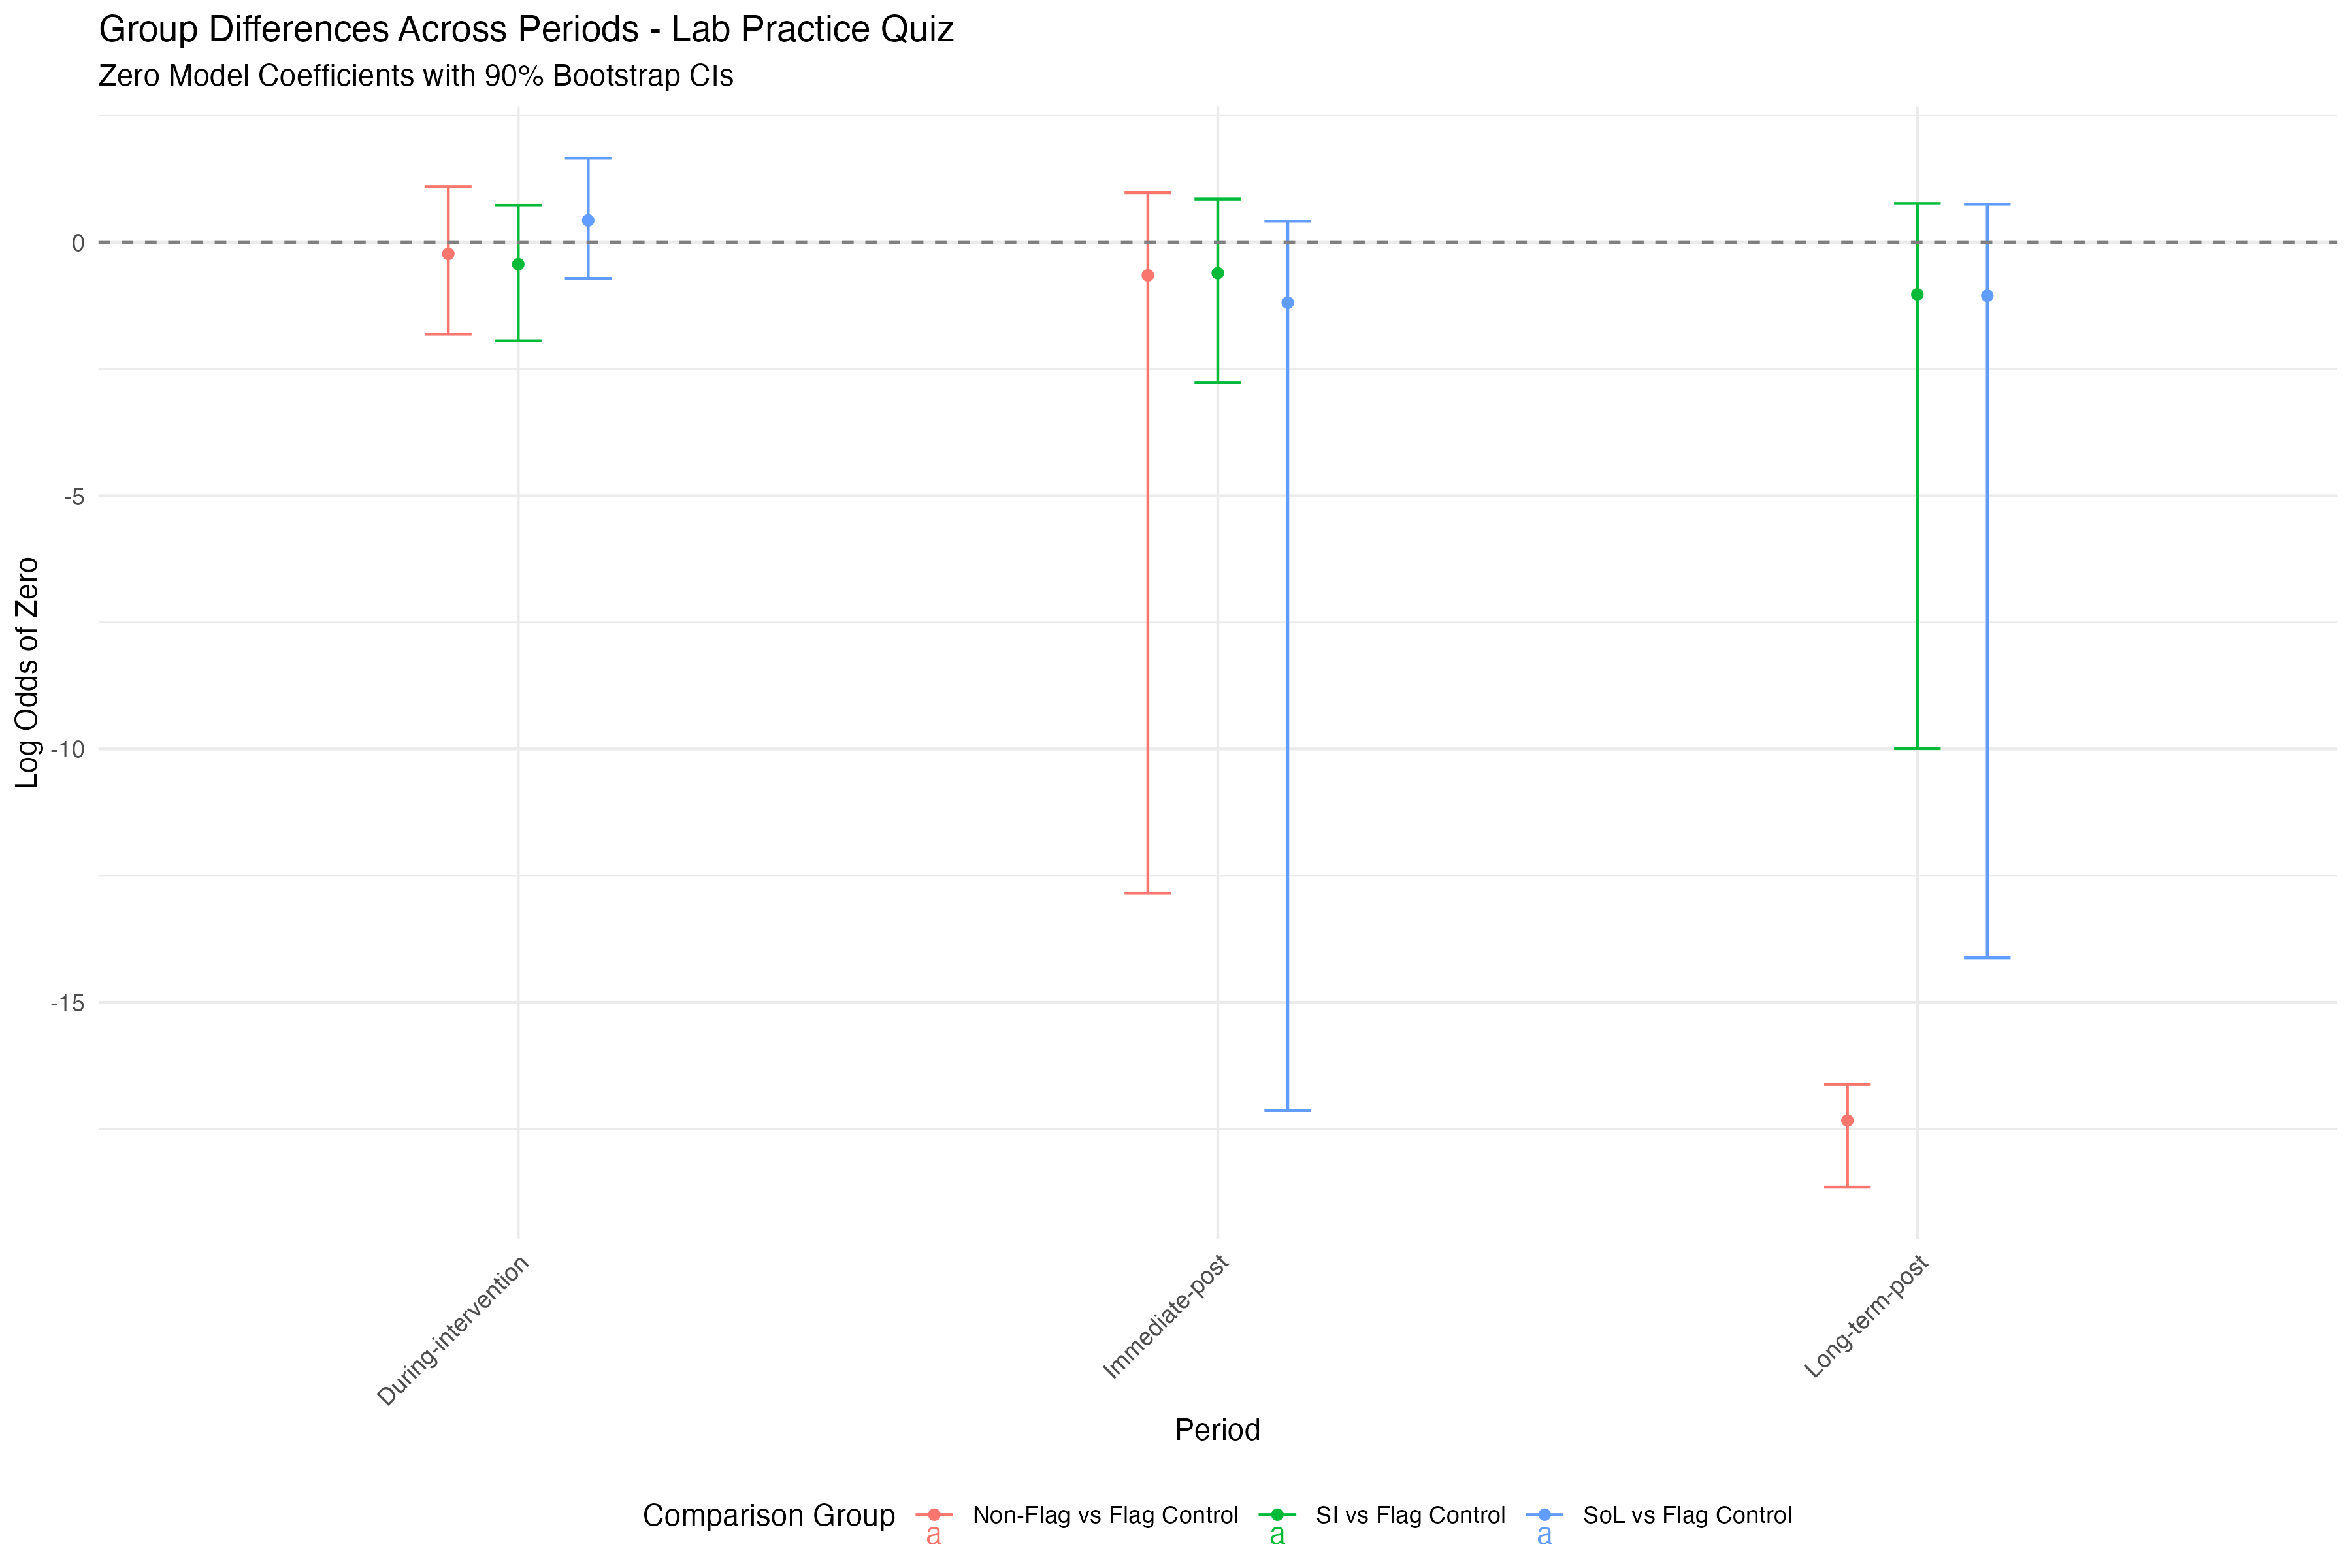 Group Differences Across Periods - Lab Practice Quiz
Zero Model Coefficients with 90% Bootstrap CIs
Log Odds of Zero
0
-5
-10
-15
During-intervention
Immediate-post
Long-term-post
Period
Comparison Group
Non-Flag vs Flag Control
SI vs Flag Control
SoL vs Flag Control
a
a
a